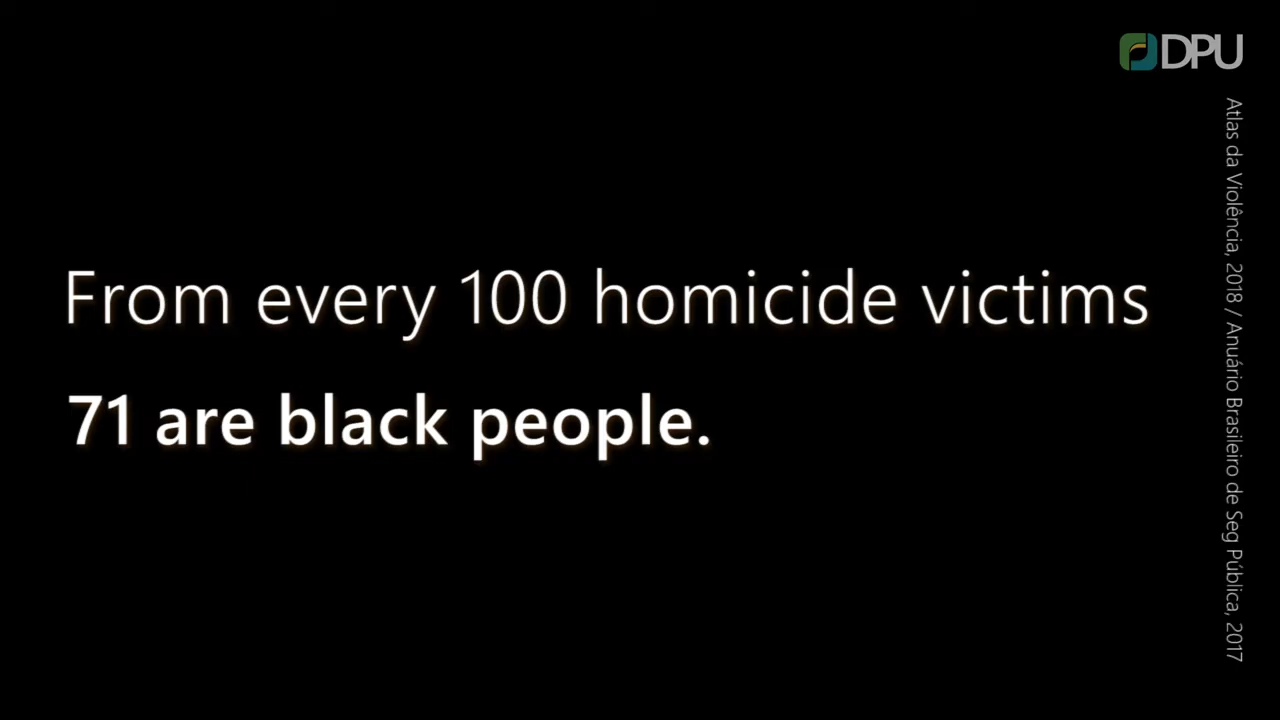 DPU
From every 100 homicide victims
71 are black people.
Atlas da Violência, 2018 / Anuário Brasileiro de Seg Pública, 2017